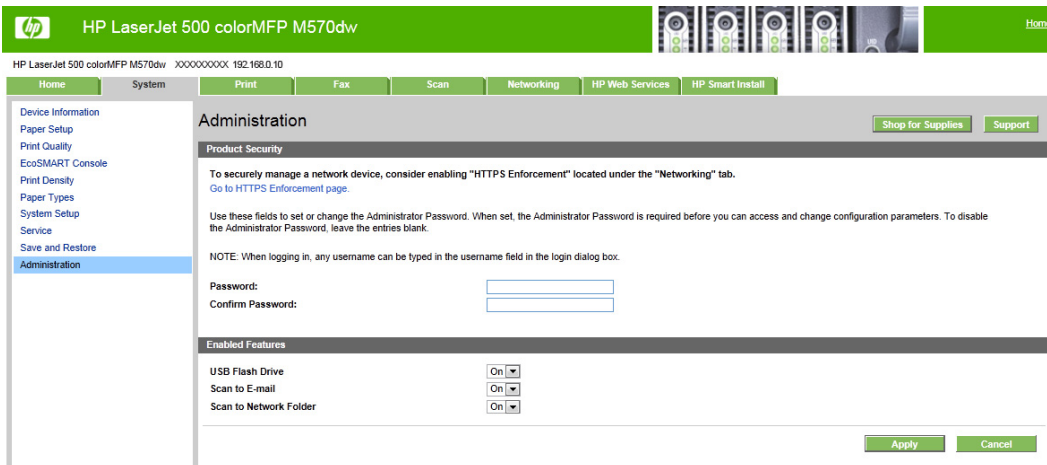 hp
HP LaserJet 500 colorMFP M570dw
Home
HP LaserJet 500 colorMFP M570dw XXXXXXXXX 192.168.0.10
Home System Print Fax Scan Networking HP Web Services HP Smart Install
Device Information
Paper Setup
Print Quality
EcoSMART Console
Print Density
Paper Types
System Setup
Service
Save and Restore
Administration
Administration
Shop for Supplies Support
Product Security
To securely manage a network device, consider enabling "HTTPS Enforcement" located under the "Networking" tab.
Go to HTTPS Enforcement page.
Use these fields to set or change the Administrator Password. When set, the Administrator Password is required before you can access and change configuration parameters. To disable
the Administrator Password, leave the entries blank.
NOTE: When logging in, any username can be typed in the username field in the login dialog box.
Password:
Confirm Password:
Enabled Features
USB Flash Drive On
Scan to E-mail On
Scan to Network Folder On
Apply Cancel